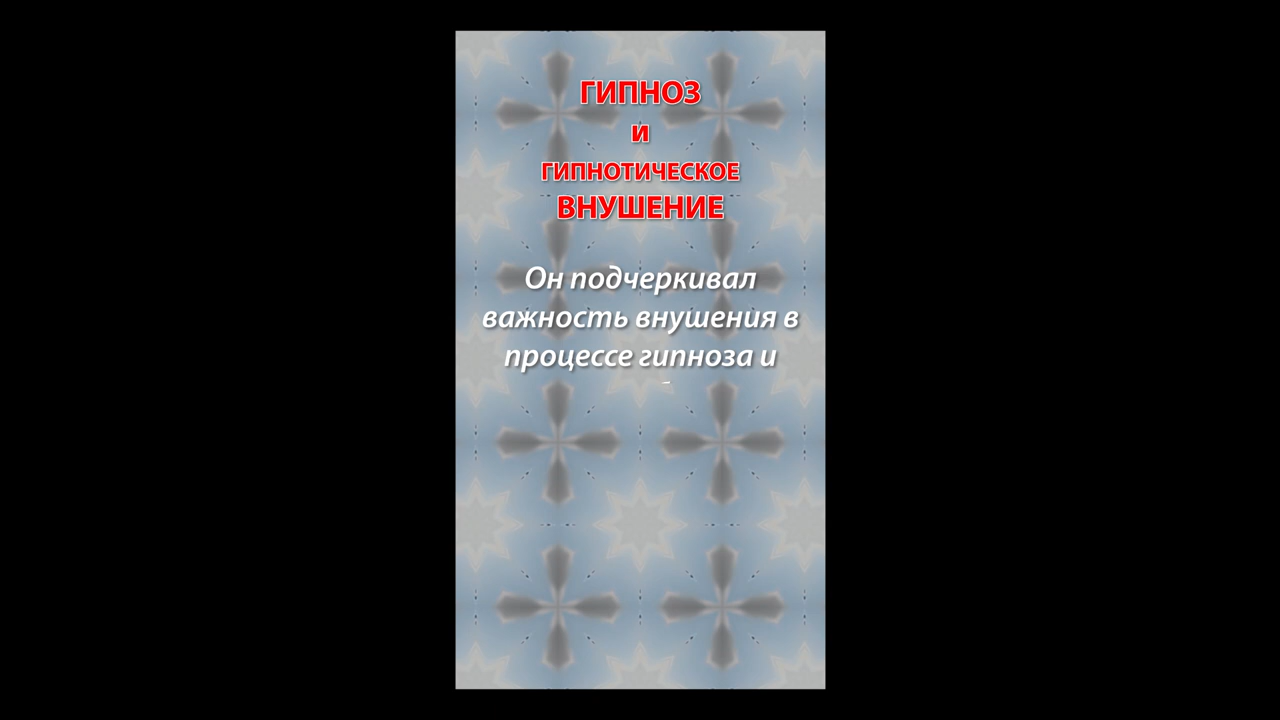 ГИПНОЗ
и
ГИПНОТИЧЕСКОЕ
ВНУШЕНИЕ
Он подчеркивал
важность внушения в
процессе гипноза и